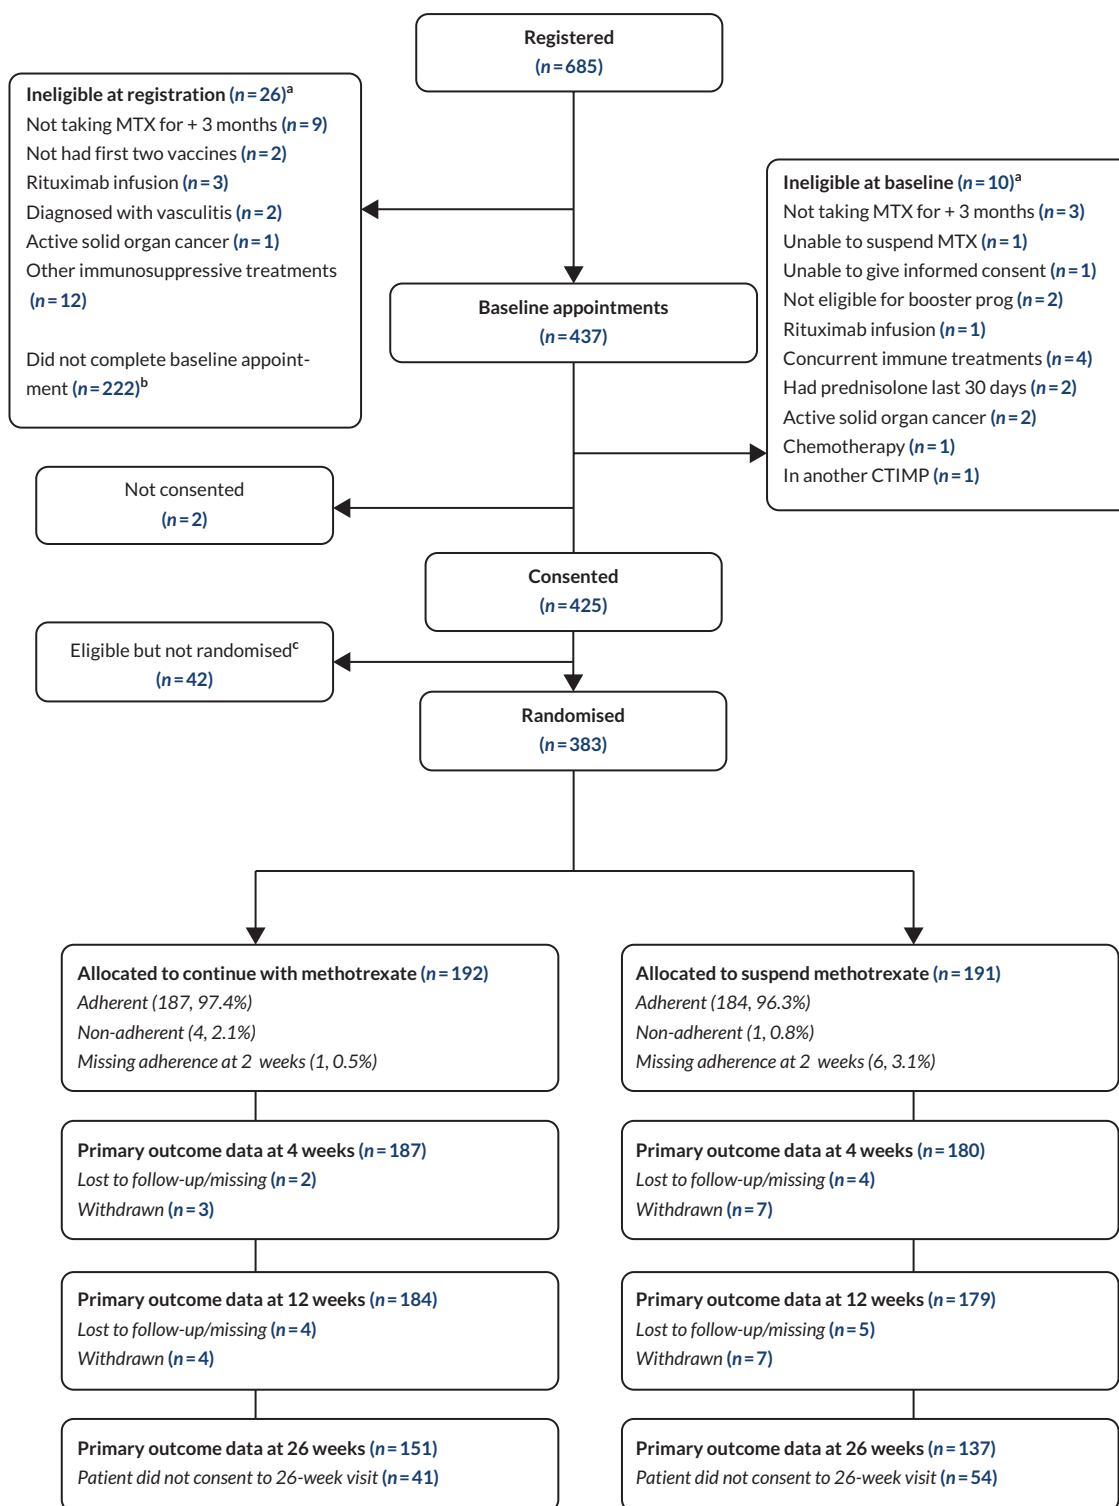 Registered
(n=685)
Ineligible at registration (n=26)a
Not taking MTX for + 3 months (n=9)
Not had first two vaccines (n=2)
Rituximab infusion (n=3)
Diagnosed with vasculitis (n=2)
Active solid organ cancer (n=1)
Other immunosuppressive treatments
(n=12)
Did not complete baseline appoint-
ment (n=222)b
Ineligible at baseline (n=10)a
Not taking MTX for + 3 months (n=3)
Unable to suspend MTX (n=1)
Unable to give informed consent (n=1)
Not eligible for booster prog (n=2)
Rituximab infusion (n=1)
Concurrent immune treatments (n=4)
Had prednisolone last 30 days (n=2)
Active solid organ cancer (n=2)
Chemotherapy (n=1)
In another CTIMP (n=1)
Baseline appointments
(n=437)
Not consented
(n=2)
Consented
(n=425)
Eligible but not randomisedc
(n=42)
Randomised
(n=383)
Allocated to continue with methotrexate (n=192)
Adherent (187, 97.4%)
Non-adherent (4, 2.1%)
Missing adherence at 2 weeks (1, 0.5%)
Allocated to suspend methotrexate (n=191)
Adherent (184, 96.3%)
Non-adherent (1, 0.8%)
Missing adherence at 2 weeks (6, 3.1%)
Primary outcome data at 4 weeks (n=187)
Lost to follow-up/missing (n=2)
Withdrawn (n=3)
Primary outcome data at 4 weeks (n=180)
Lost to follow-up/missing (n=4)
Withdrawn (n=7)
Primary outcome data at 12 weeks (n=184)
Lost to follow-up/missing (n=4)
Withdrawn (n=4)
Primary outcome data at 12 weeks (n=179)
Lost to follow-up/missing (n=5)
Withdrawn (n=7)
Primary outcome data at 26 weeks (n=151)
Patient did not consent to 26-week visit (n=41)
Primary outcome data at 26 weeks (n=137)
Patient did not consent to 26-week visit (n=54)